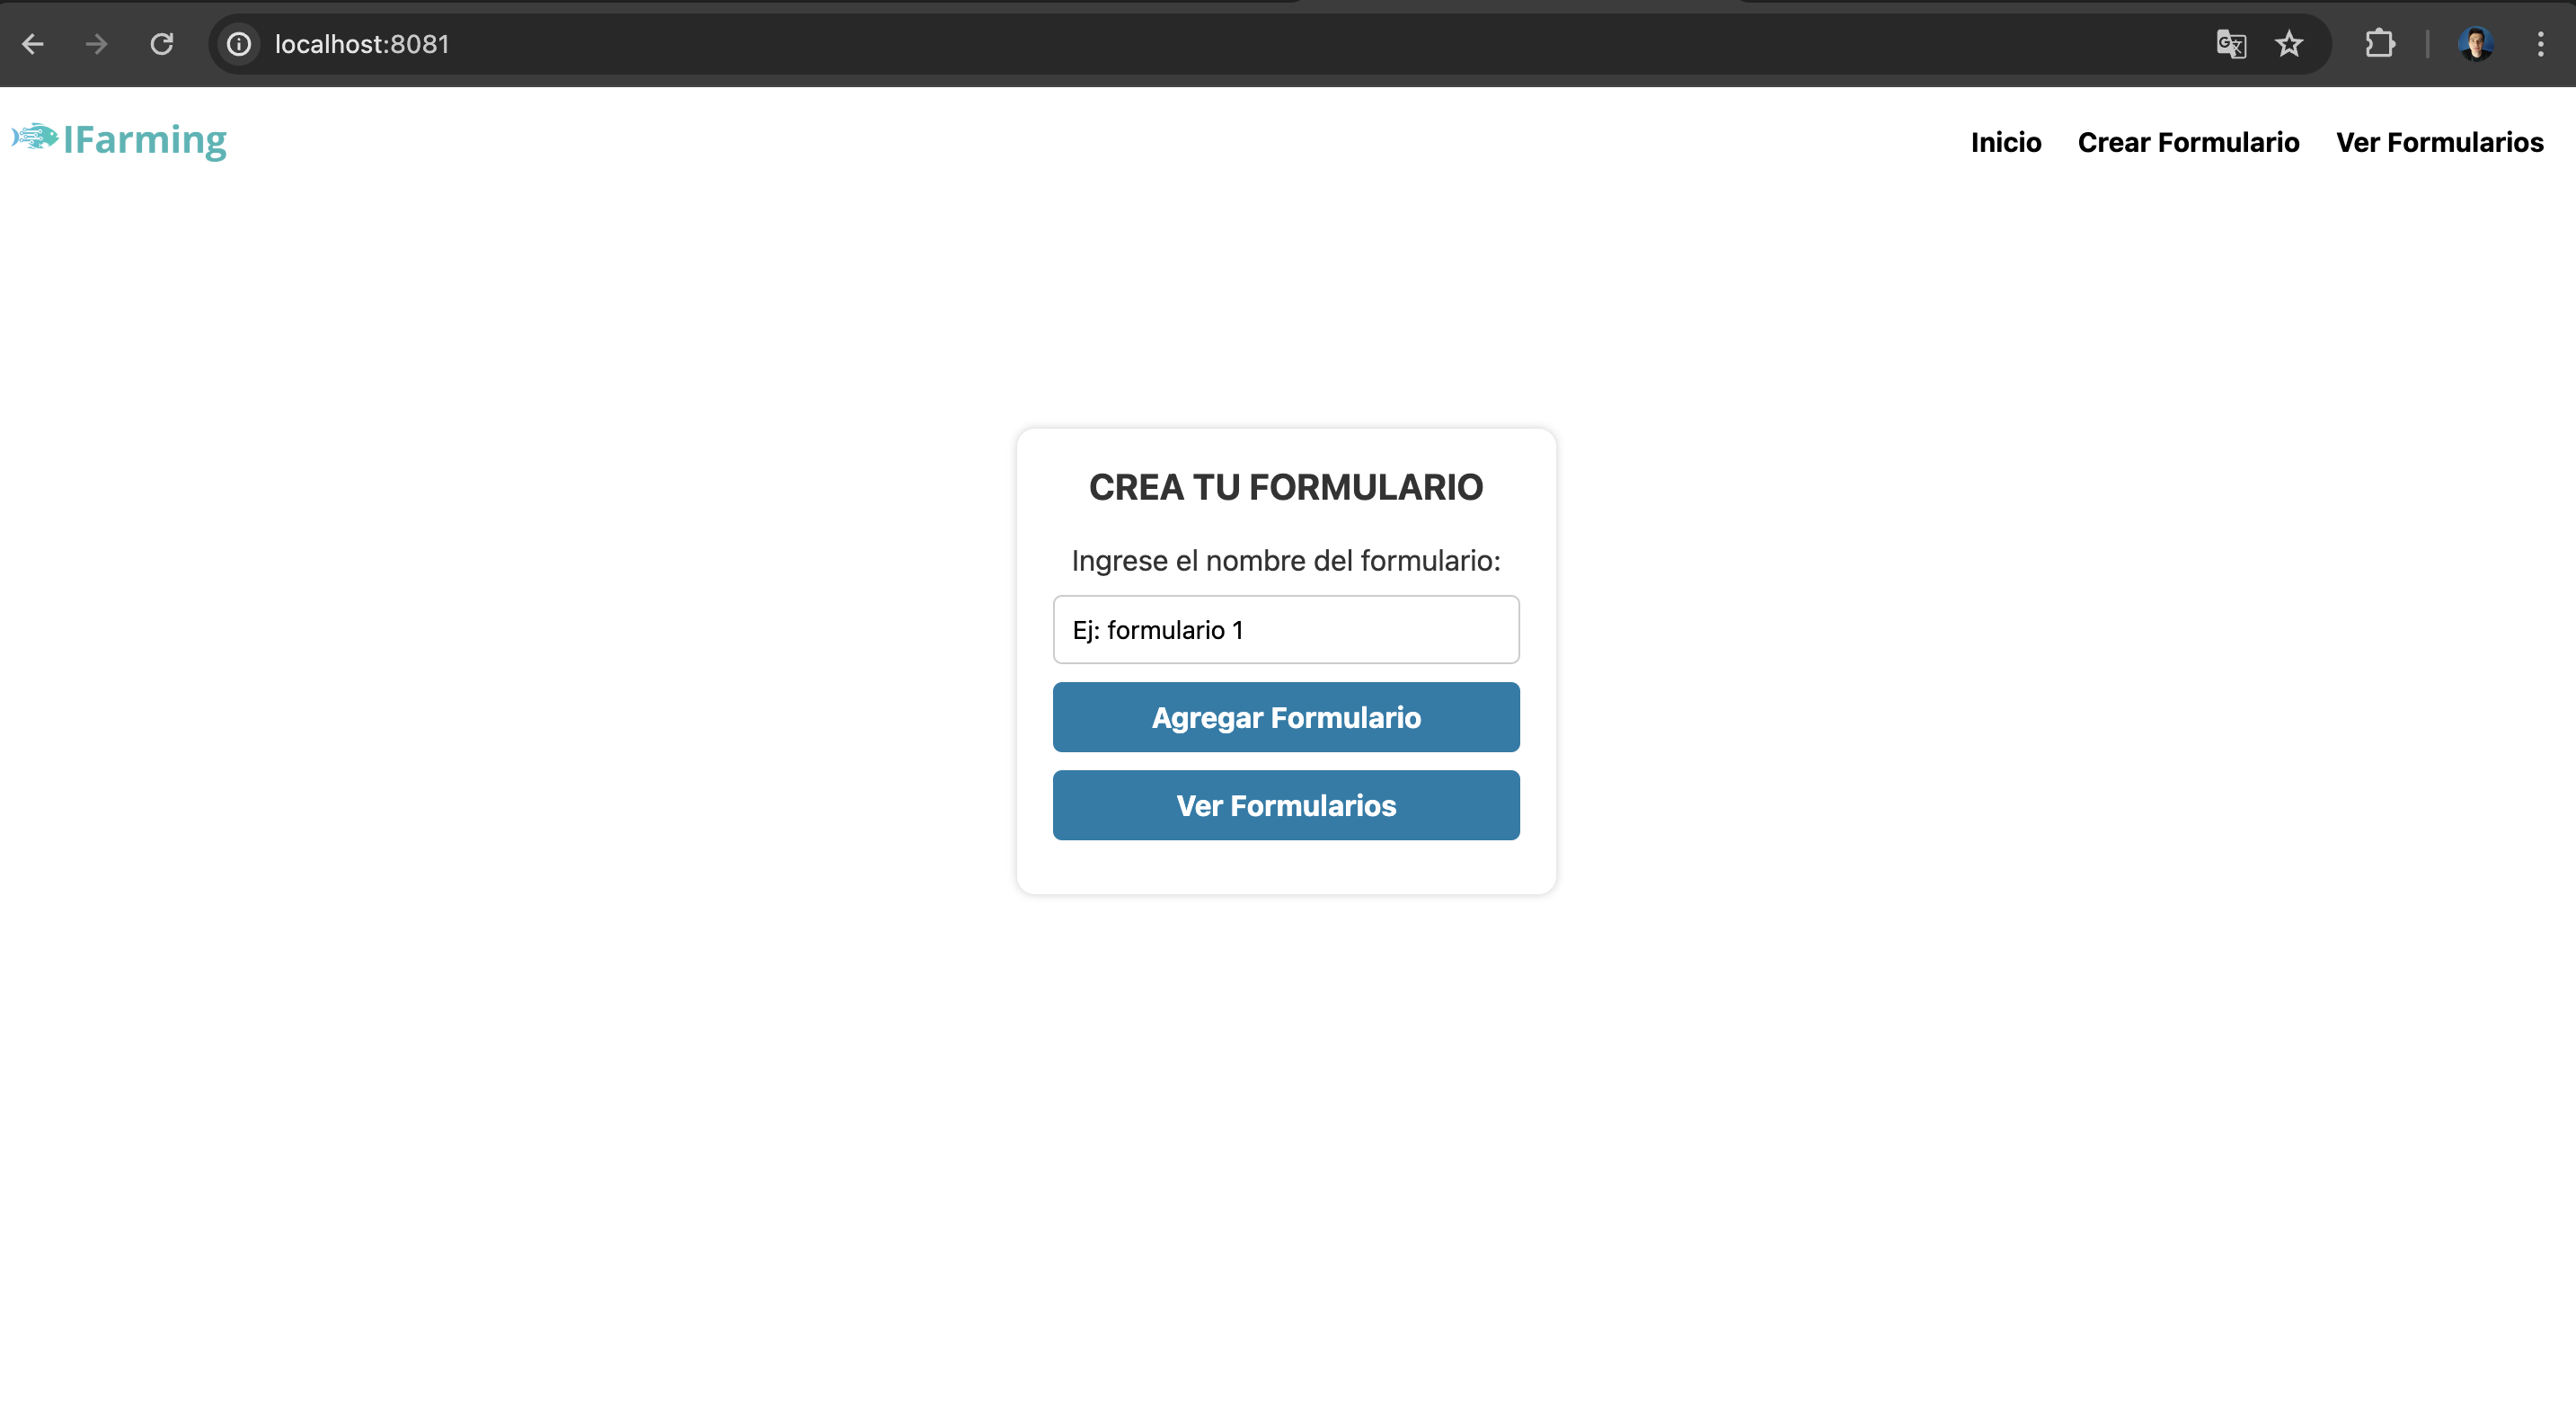 localhost:8081
IFarming
Inicio Crear Formulario Ver Formularios
CREA TU FORMULARIO
Ingrese el nombre del formulario:
Ej: formulario 1
Agregar Formulario
Ver Formularios